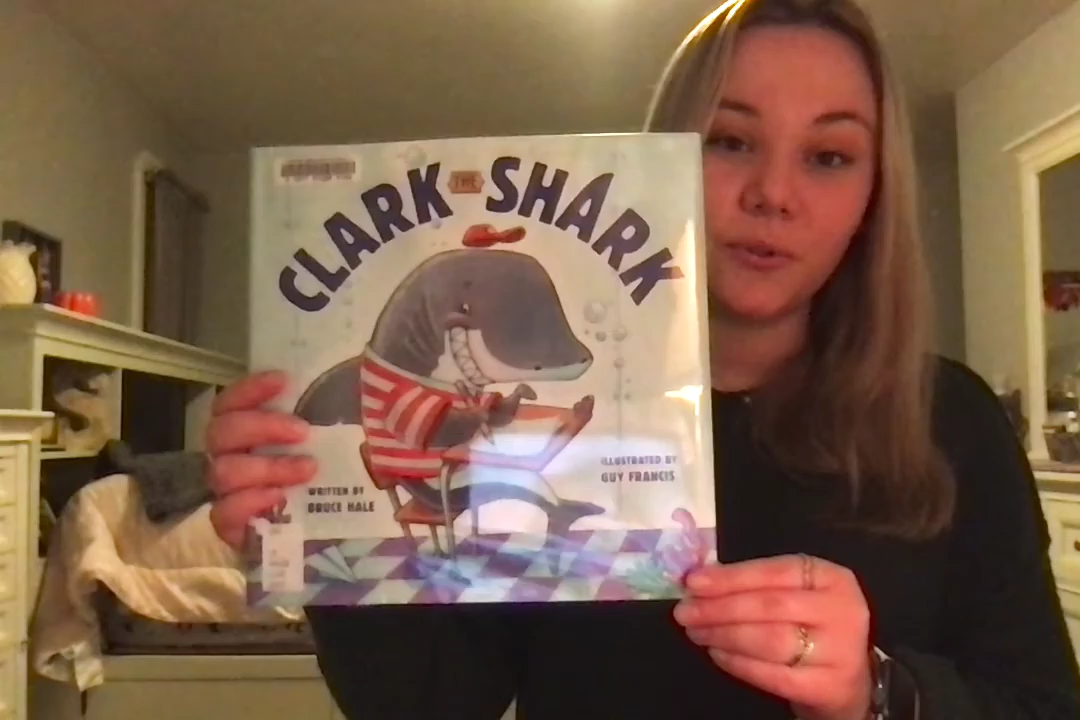 CLARK THE SHARK
WRITTEN BY
BRUCE HALE
ILLUSTRATED BY
GUY FRANCIS